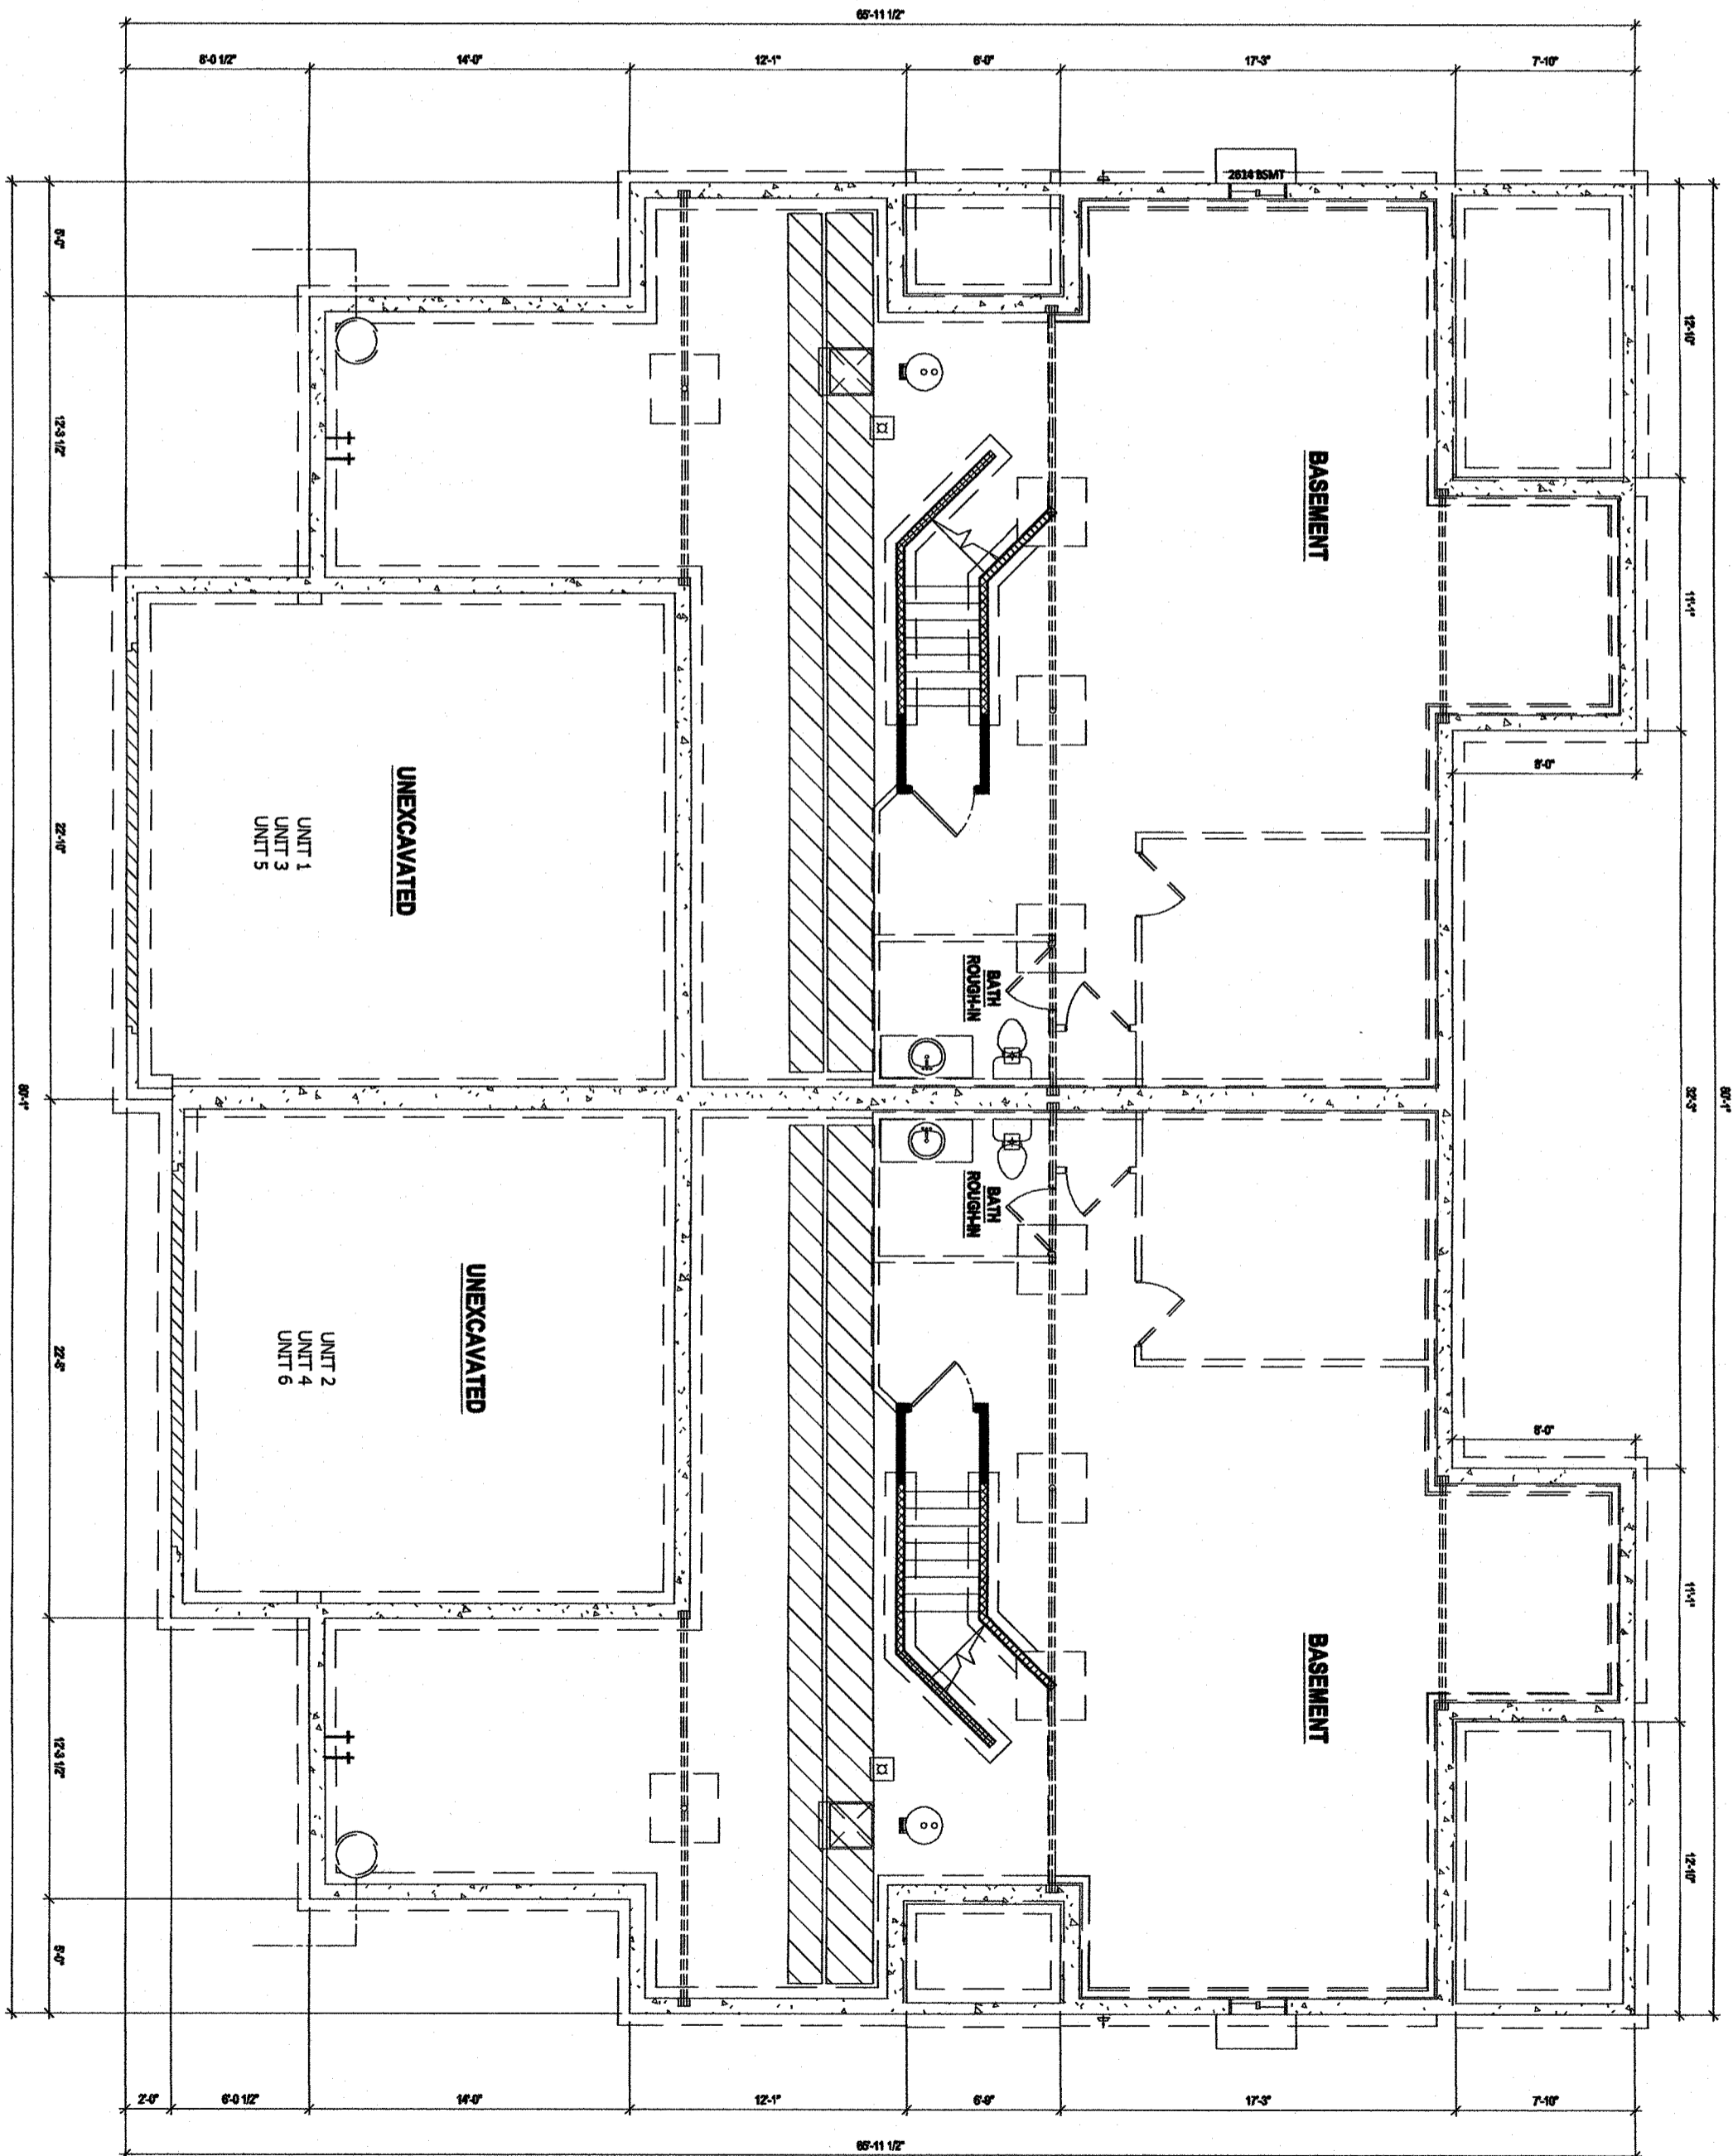 65'-11 1/2"
8'-0 1/2"
14'-0"
12'-1"
6'-0"
17'-3"
7'-10"
2614 BSMT
5'-0"
12'-3 1/2"
22'-10"
22'-8"
12'-3 1/2"
5'-0"
80'-1"
12'-10"
11'-1"
32'-3"
11'-1"
12'-10"
80'-1"
8'-0"
8'-0"
BASEMENT
BATH
ROUGH-IN
UNEXCAVATED
UNIT 1
UNIT 3
UNIT 5
BATH
ROUGH-IN
UNEXCAVATED
UNIT 2
UNIT 4
UNIT 6
BASEMENT
2'-0"
6'-0 1/2"
14'-0"
12'-1"
6'-9"
17'-3"
7'-10"
65'-11 1/2"